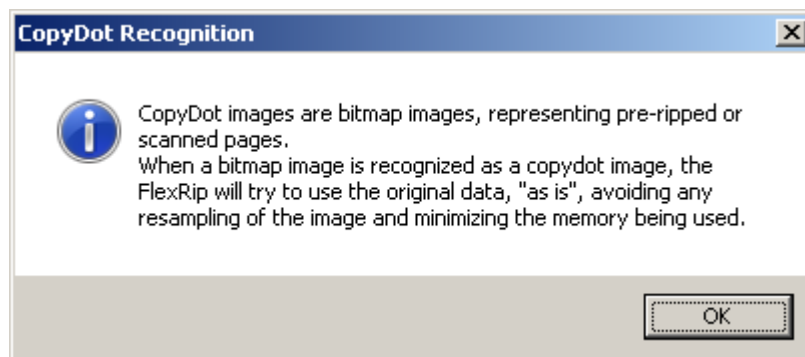 CopyDot Recognition
CopyDot images are bitmap images, representing pre-ripped or
scanned pages.
When a bitmap image is recognized as a copydot image, the
FlexRip will try to use the original data, "as is", avoiding any
resampling of the image and minimizing the memory being used.
OK